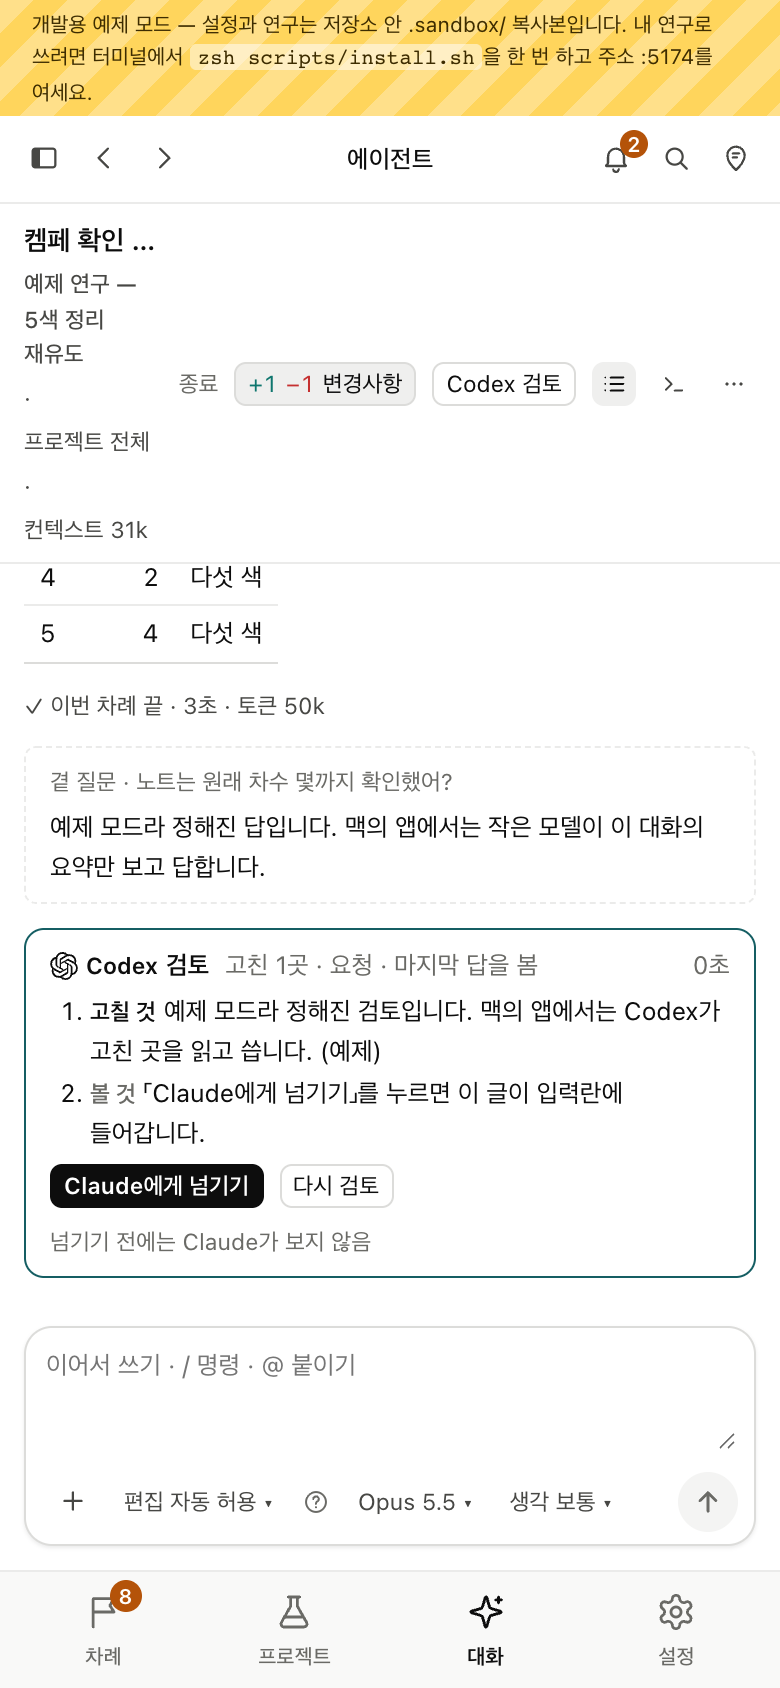 개발용 예제 모드 — 설정과 연구는 저장소 안 .sandbox/ 복사본입니다. 내 연구로
쓰려면 터미널에서 zsh scripts/install.sh 을 한 번 하고 주소 :5174를
여세요.
에이전트
2
켐페 확인 ...
예제 연구 —
5색 정리
재유도
·
프로젝트 전체
·
컨텍스트 31k
종료 +1 −1 변경사항 Codex 검토
4 2 다섯 색
5 4 다섯 색
✓ 이번 차례 끝 · 3초 · 토큰 50k
곁 질문 · 노트는 원래 차수 몇까지 확인했어?
예제 모드라 정해진 답입니다. 맥의 앱에서는 작은 모델이 이 대화의
요약만 보고 답합니다.
Codex 검토 고친 1곳 · 요청 · 마지막 답을 봄 0초
1. 고칠 것 예제 모드라 정해진 검토입니다. 맥의 앱에서는 Codex가
고친 곳을 읽고 씁니다. (예제)
2. 볼 것 「Claude에게 넘기기」를 누르면 이 글이 입력란에
들어갑니다.
Claude에게 넘기기 다시 검토
넘기기 전에는 Claude가 보지 않음
이어서 쓰기 · / 명령 · @ 붙이기
편집 자동 허용 ▾ Opus 5.5 ▾ 생각 보통 ▾
8
차례 프로젝트 대화 설정